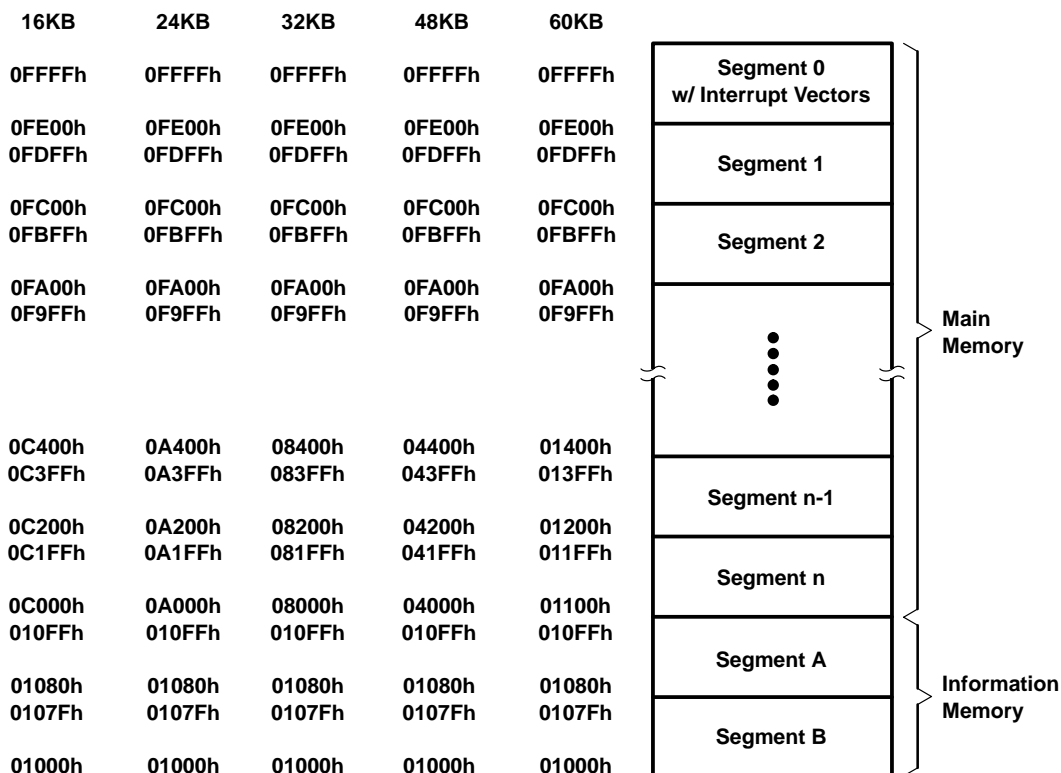 16KB 24KB 32KB 48KB 60KB
0FFFFh 0FFFFh 0FFFFh 0FFFFh 0FFFFh
Segment 0
w/ Interrupt Vectors
0FE00h 0FE00h 0FE00h 0FE00h 0FE00h
0FDFFh 0FDFFh 0FDFFh 0FDFFh 0FDFFh
Segment 1
0FC00h 0FC00h 0FC00h 0FC00h 0FC00h
0FBFFh 0FBFFh 0FBFFh 0FBFFh 0FBFFh
Segment 2
0FA00h 0FA00h 0FA00h 0FA00h 0FA00h
0F9FFh 0F9FFh 0F9FFh 0F9FFh 0F9FFh
Main
Memory
0C400h 0A400h 08400h 04400h 01400h
0C3FFh 0A3FFh 083FFh 043FFh 013FFh
Segment n-1
0C200h 0A200h 08200h 04200h 01200h
0C1FFh 0A1FFh 081FFh 041FFh 011FFh
Segment n
0C000h 0A000h 08000h 04000h 01100h
010FFh 010FFh 010FFh 010FFh 010FFh
Segment A
01080h 01080h 01080h 01080h 01080h
0107Fh 0107Fh 0107Fh 0107Fh 0107Fh
Information
Memory
Segment B
01000h 01000h 01000h 01000h 01000h